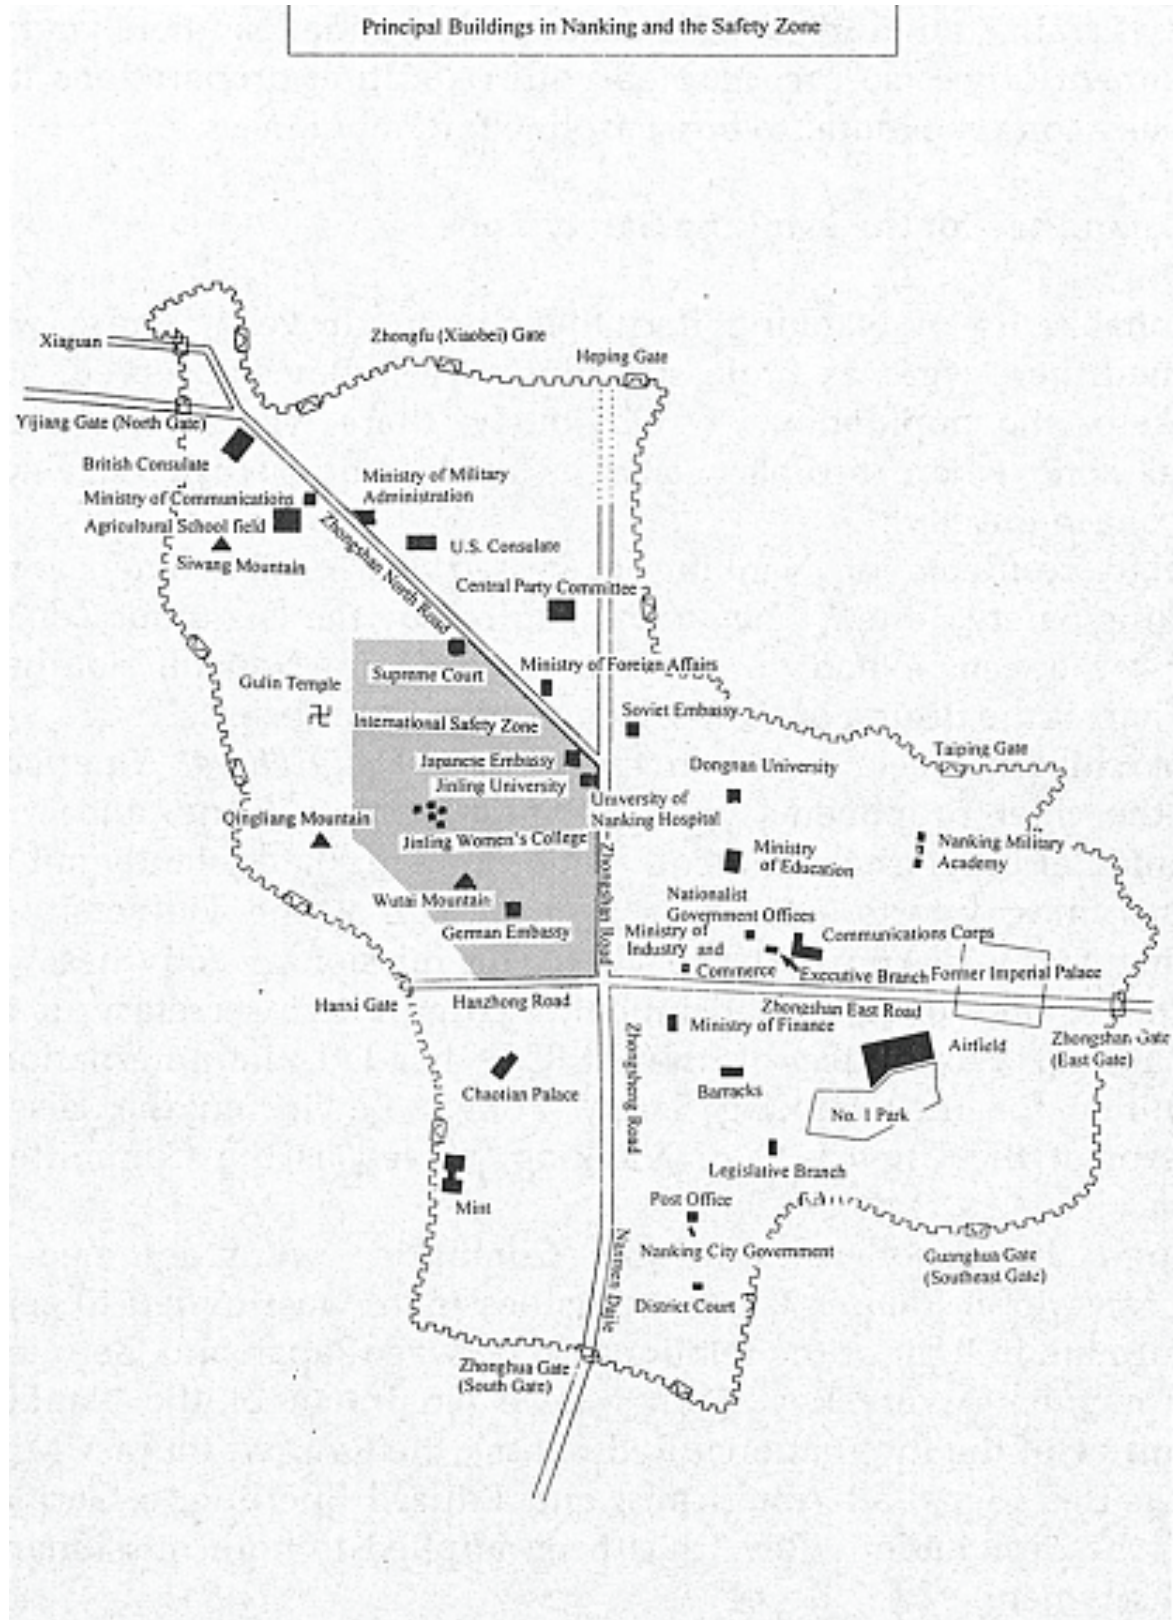 Principal Buildings in Nanking and the Safety Zone
Xiaguan
Zhongfu (Xiaobei) Gate
Heping Gate
Yijiang Gate (North Gate)
British Consulate
Ministry of Military
Administration
Ministry of Communications
Agricultural School field
Siwang Mountain
U.S. Consulate
Zhongshan North Road
Central Party Committee
Supreme Court
Ministry of Foreign Affairs
Gulin Temple
卍
International Safety Zone
Soviet Embassy
Taiping Gate
Japanese Embassy
Dongnan University
Jinling University
University of
Nanking Hospital
Qingliang Mountain
Jinling Women's College
Zhongshan Road
Nanking Military
Academy
Ministry
of Education
Wutai Mountain
Nationalist
Government Offices
German Embassy
Ministry of
Industry and
Commerce
Communications Corps
Executive Branch
Former Imperial Palace
Hansi Gate
Hanzhong Road
Zhongshan East Road
Zhongshan Gate
(East Gate)
Ministry of Finance
Airfield
Zhongsheng Road
Barracks
Chaotian Palace
No. 1 Park
Legislative Branch
Mint
Post Office
Nanking City Government
Guanghua Gate
(Southeast Gate)
District Court
Nanmen Dajie
Zhonghua Gate
(South Gate)